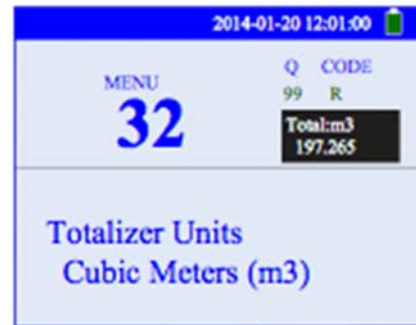 2014-01-20 12:01:00
MENU
32
Q CODE
99 R
Total:m3
197.265
Totalizer Units
Cubic Meters (m3)